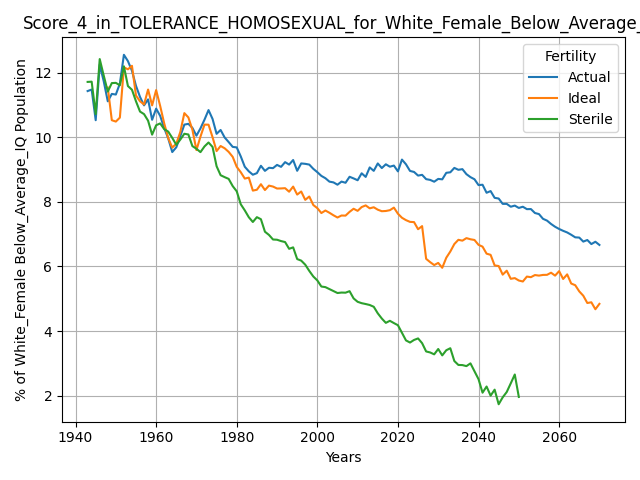 Score_4_in_TOLERANCE_HOMOSEXUAL_for_White_Female_Below_Average_
% of White_Female Below_Average_IQ Population
12
10
8
6
4
2
Fertility
Actual
Ideal
Sterile
1940 1960 1980 2000 2020 2040 2060
Years